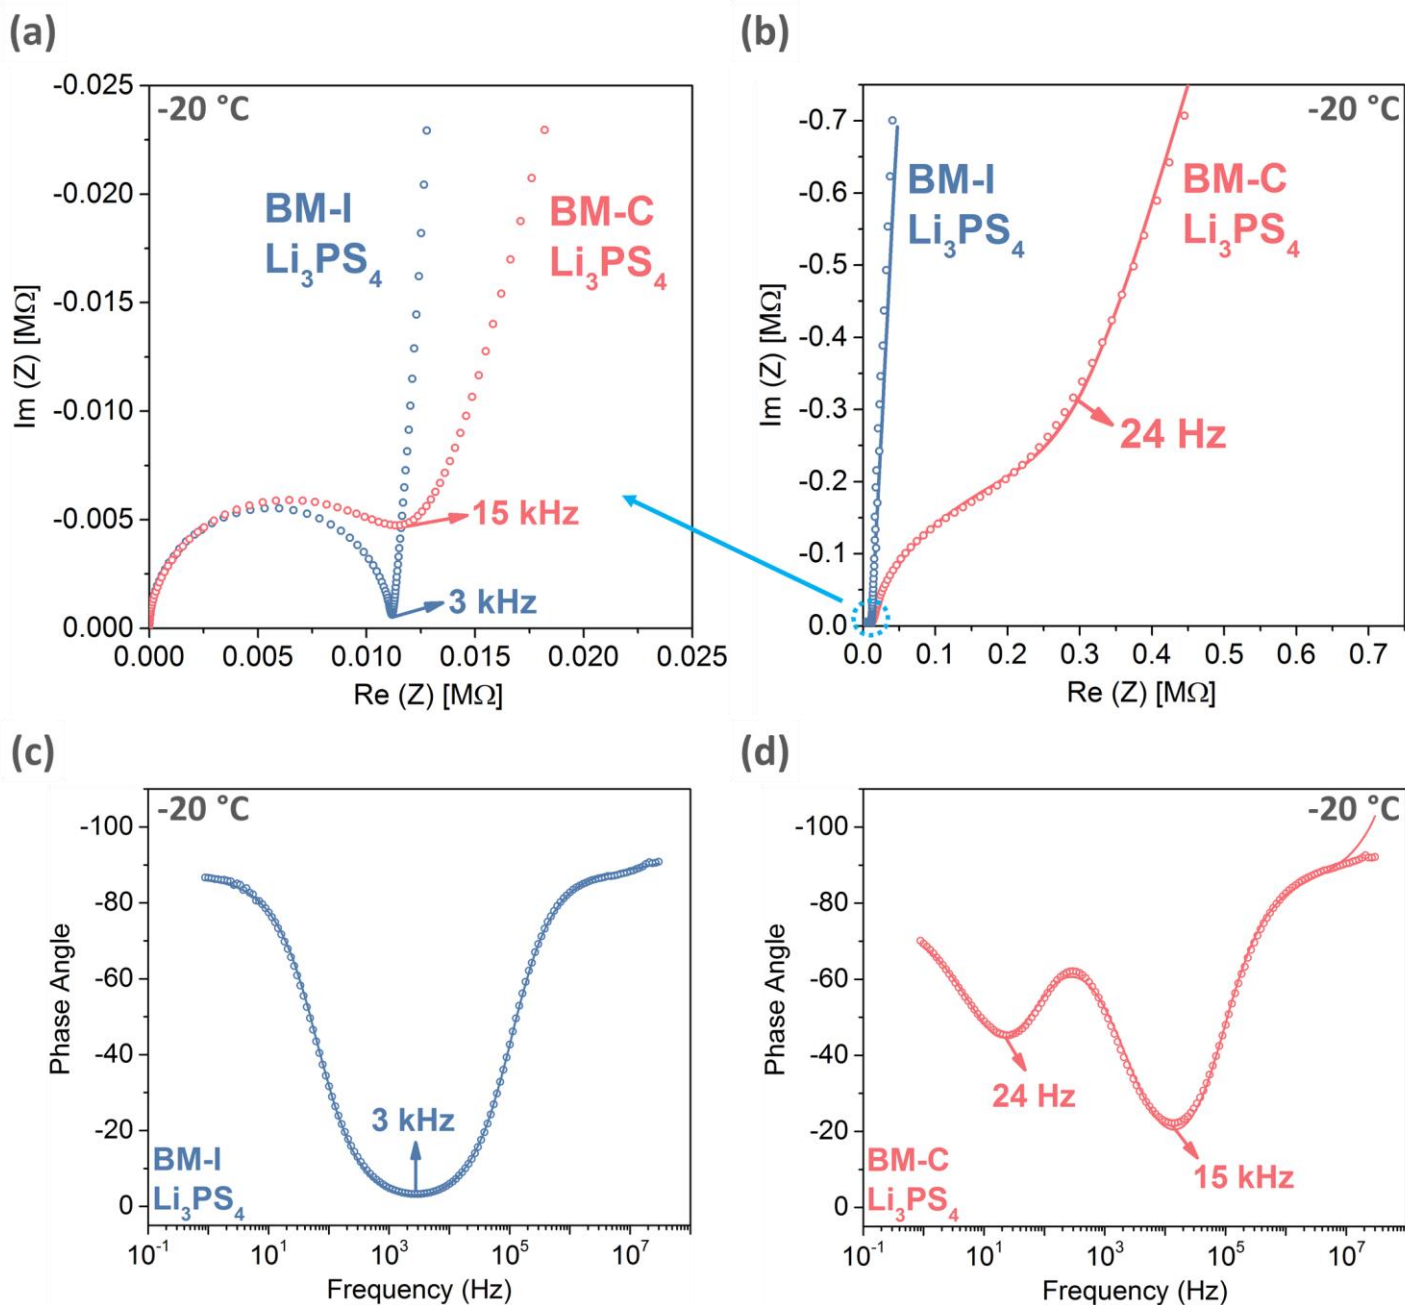 (a)
-20 °C
-0.025
-0.020
-0.015
-0.010
-0.005
0.000
Im (Z) [MΩ]
BM-I
Li₃PS₄
BM-C
Li₃PS₄
15 kHz
3 kHz
0.000 0.005 0.010 0.015 0.020 0.025
Re (Z) [MΩ]
(b)
-20 °C
-0.7
-0.6
-0.5
-0.4
-0.3
-0.2
-0.1
0.0
Im (Z) [MΩ]
BM-I
Li₃PS₄
BM-C
Li₃PS₄
24 Hz
0.0 0.1 0.2 0.3 0.4 0.5 0.6 0.7
Re (Z) [MΩ]
(c)
-20 °C
-100
-80
-60
-40
-20
0
Phase Angle
3 kHz
BM-I
Li₃PS₄
10⁻¹ 10¹ 10³ 10⁵ 10⁷
Frequency (Hz)
(d)
-20 °C
-100
-80
-60
-40
-20
0
Phase Angle
24 Hz
15 kHz
BM-C
Li₃PS₄
10⁻¹ 10¹ 10³ 10⁵ 10⁷
Frequency (Hz)